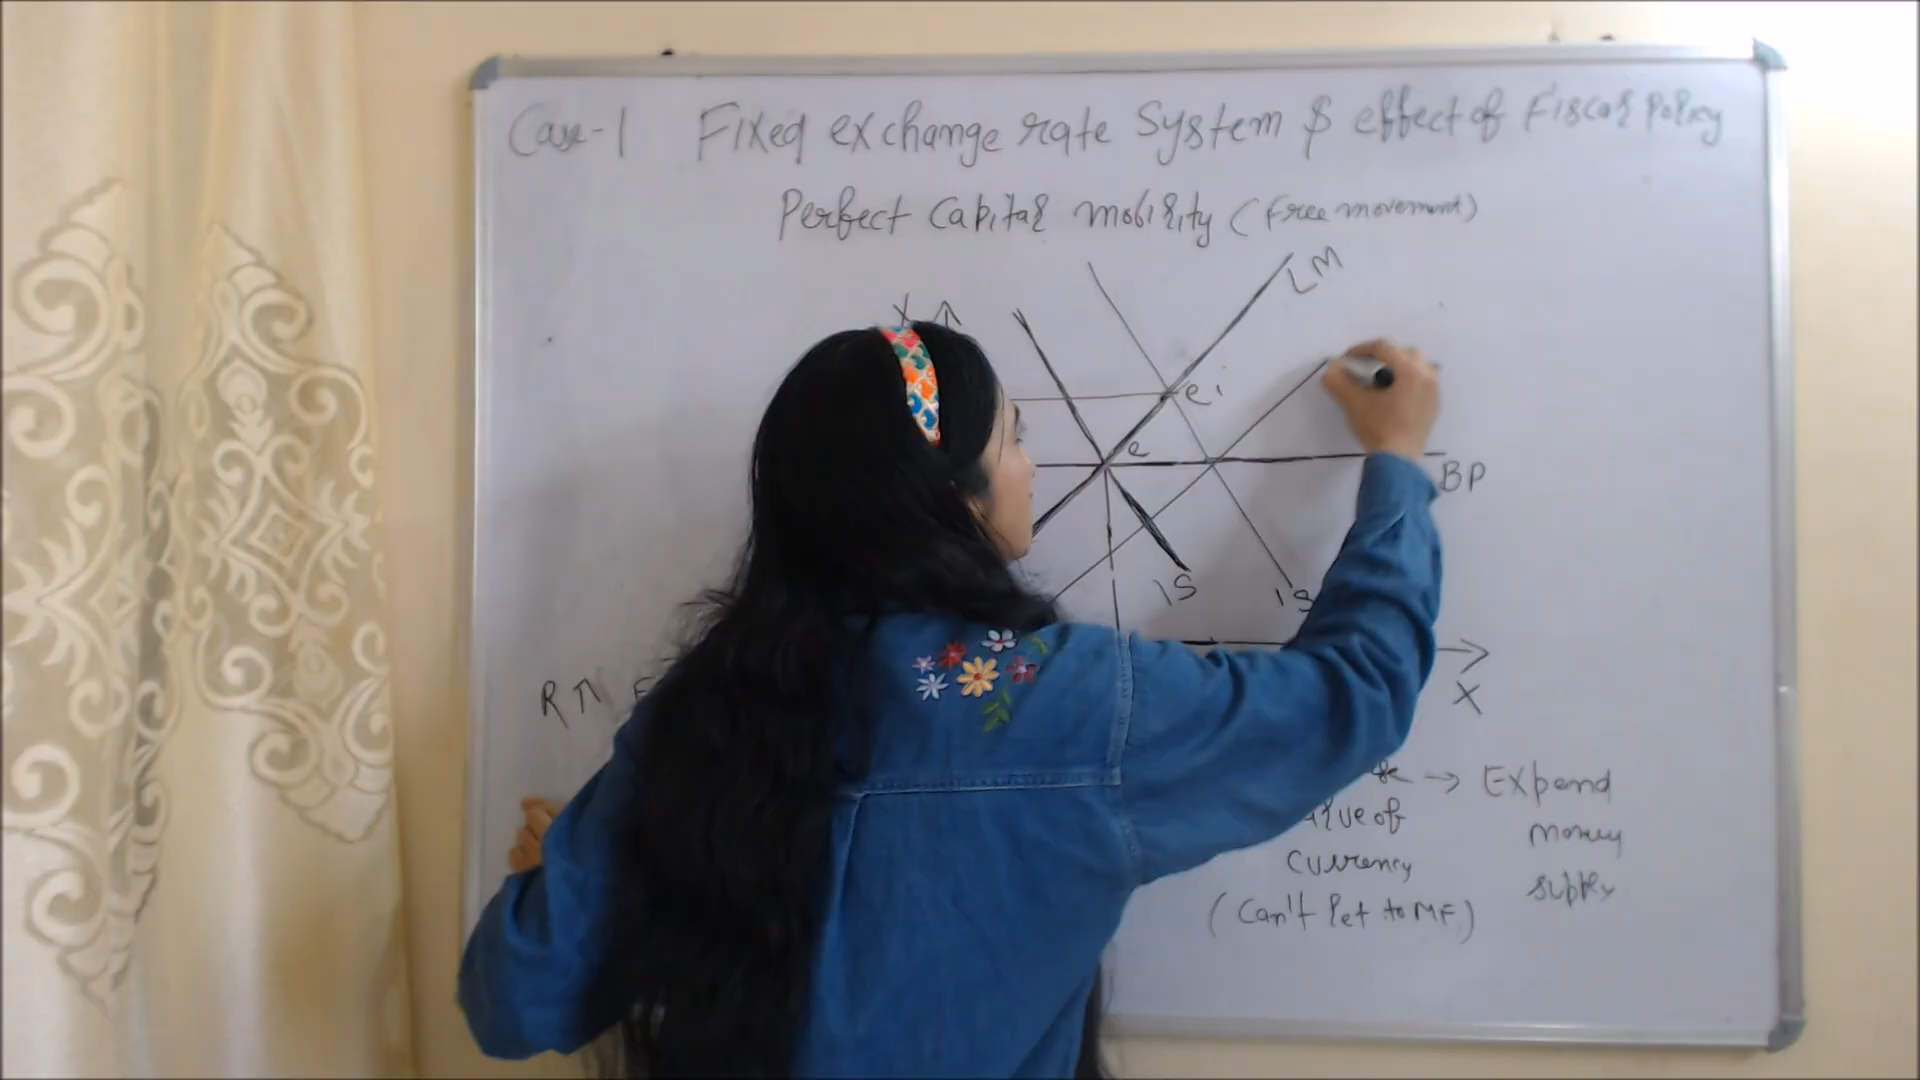 Case-1 Fixed exchange rate System & effect of Fiscal Policy
Perfect Capital mobility (free movement)
LM
X
e'
e
BP
IS
IS
R↑
X
→ Expand
value of
money
currency
supply
(Can't let to MF)